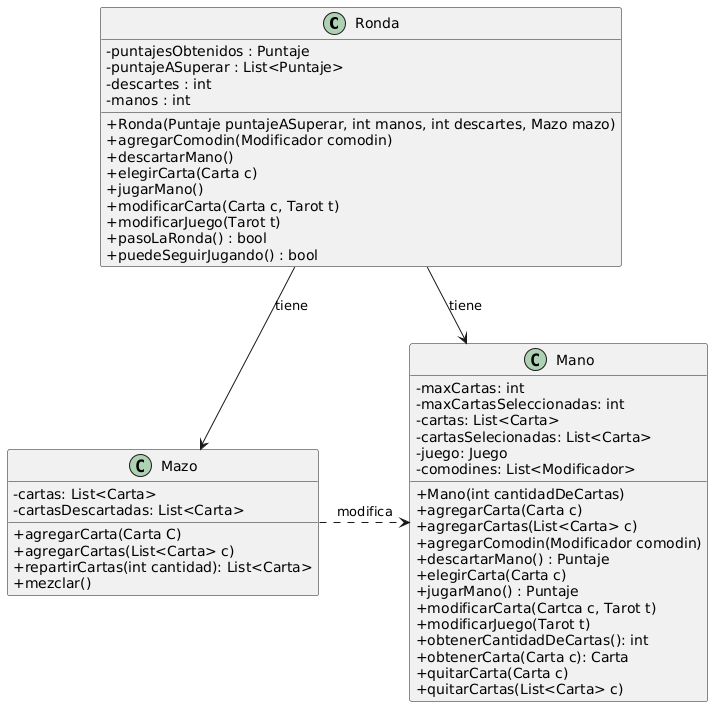 C Ronda
-puntajesObtenidos : Puntaje
-puntajeASuperar : List<Puntaje>
-descartes : int
-manos : int
+Ronda(Puntaje puntajeASuperar, int manos, int descartes, Mazo mazo)
+agregarComodin(Modificador comodin)
+descartarMano()
+elegirCarta(Carta c)
+jugarMano()
+modificarCarta(Carta c, Tarot t)
+modificarJuego(Tarot t)
+pasoLaRonda() : bool
+puedeSeguirJugando() : bool
tiene
tiene
C Mazo
-cartas: List<Carta>
-cartasDescartadas: List<Carta>
+agregarCarta(Carta C)
+agregarCartas(List<Carta> c)
+repartirCartas(int cantidad): List<Carta>
+mezclar()
modifica
C Mano
-maxCartas: int
-maxCartasSeleccionadas: int
-cartas: List<Carta>
-cartasSelecionadas: List<Carta>
-juego: Juego
-comodines: List<Modificador>
+Mano(int cantidadDeCartas)
+agregarCarta(Carta c)
+agregarCartas(List<Carta> c)
+agregarComodin(Modificador comodin)
+descartarMano() : Puntaje
+elegirCarta(Carta c)
+jugarMano() : Puntaje
+modificarCarta(Cartca c, Tarot t)
+modificarJuego(Tarot t)
+obtenerCantidadDeCartas(): int
+obtenerCarta(Carta c): Carta
+quitarCarta(Carta c)
+quitarCartas(List<Carta> c)